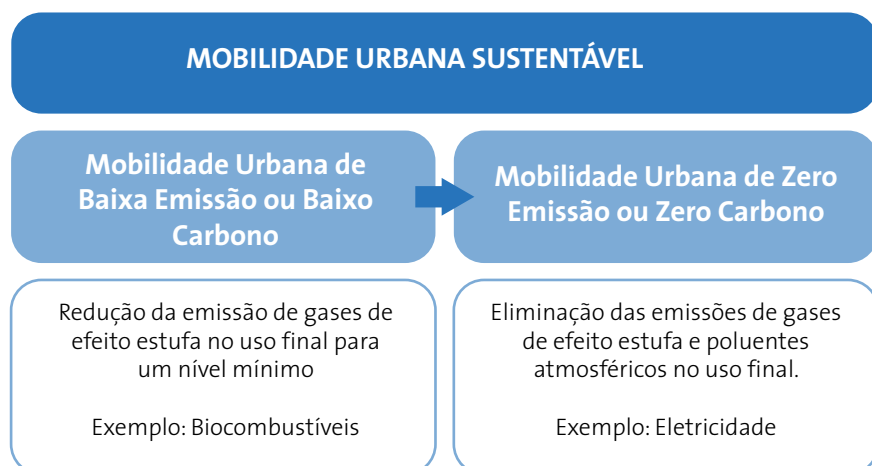 MOBILIDADE URBANA SUSTENTÁVEL
Mobilidade Urbana de
Baixa Emissão ou Baixo
Carbono
Mobilidade Urbana de Zero
Emissão ou Zero Carbono
Redução da emissão de gases de
efeito estufa no uso final para
um nível mínimo
Exemplo: Biocombustíveis
Eliminação das emissões de gases
de efeito estufa e poluentes
atmosféricos no uso final.
Exemplo: Eletricidade